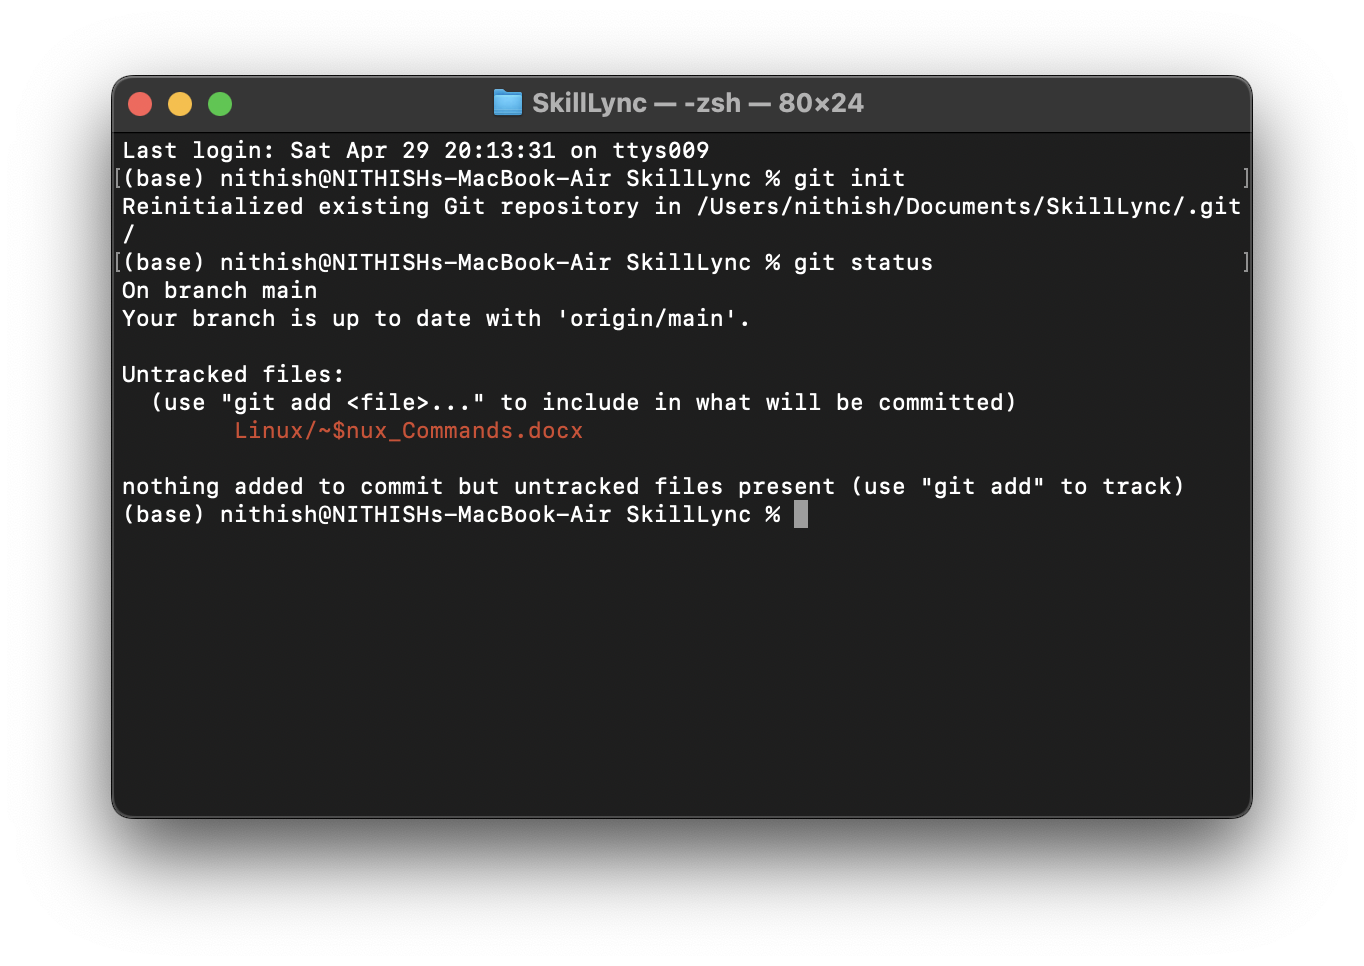 SkillLync — -zsh — 80×24
Last login: Sat Apr 29 20:13:31 on ttys009
[(base) nithish@NITHISHs-MacBook-Air SkillLync % git init ]
Reinitialized existing Git repository in /Users/nithish/Documents/SkillLync/.git
/
[(base) nithish@NITHISHs-MacBook-Air SkillLync % git status ]
On branch main
Your branch is up to date with 'origin/main'.
Untracked files:
  (use "git add <file>..." to include in what will be committed)
        Linux/~$nux_Commands.docx
nothing added to commit but untracked files present (use "git add" to track)
(base) nithish@NITHISHs-MacBook-Air SkillLync %